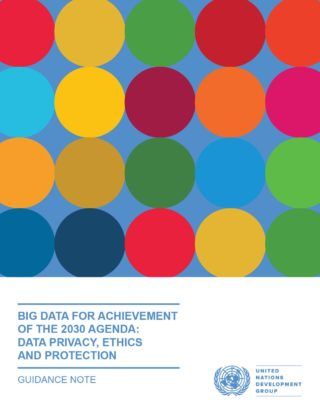 BIG DATA FOR ACHIEVEMENT
OF THE 2030 AGENDA:
DATA PRIVACY, ETHICS
AND PROTECTION
GUIDANCE NOTE
UNITED
NATIONS
DEVELOPMENT
GROUP